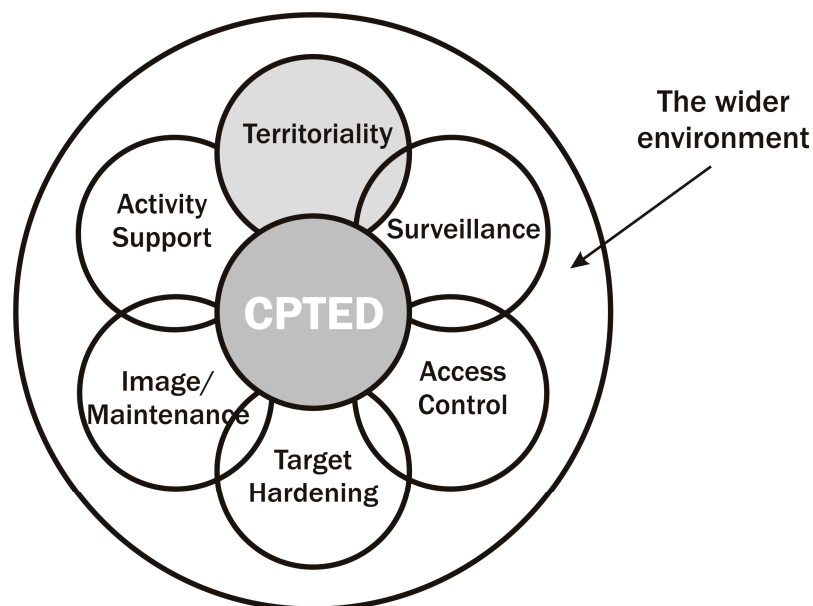 Territoriality
The wider
environment
Activity
Support
Surveillance
CPTED
Image/
Maintenance
Access
Control
Target
Hardening